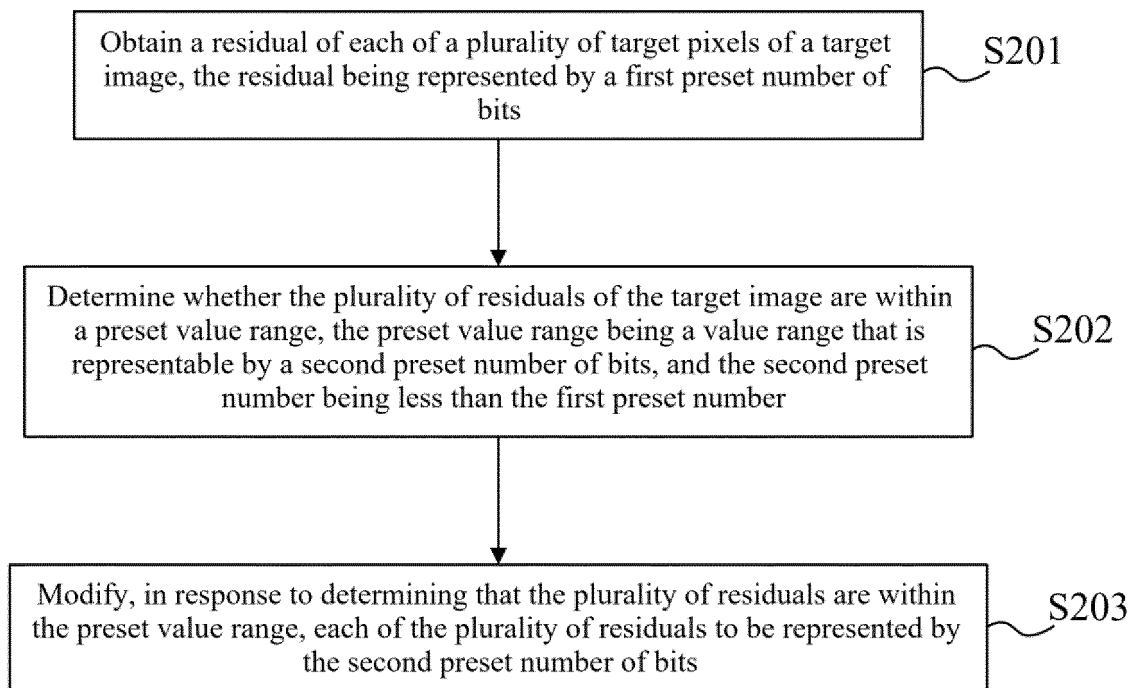 Obtain a residual of each of a plurality of target pixels of a target
image, the residual being represented by a first preset number of
bits
S201
Determine whether the plurality of residuals of the target image are within
a preset value range, the preset value range being a value range that is
representable by a second preset number of bits, and the second preset
number being less than the first preset number
S202
Modify, in response to determining that the plurality of residuals are within
the preset value range, each of the plurality of residuals to be represented by
the second preset number of bits
S203